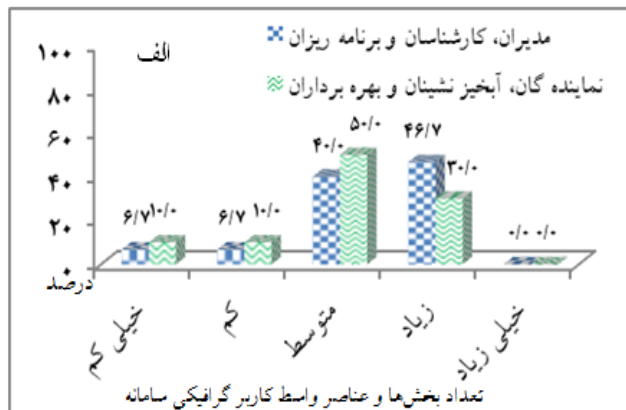 الف
مدیران، کارشناسان و برنامه ریزان
نماینده گان، آبخیز نشینان و بهره برداران
۱۰۰
۸۰
۶۰
۴۰
۲۰
۰
درصد
۶/۷ ۱۰/۰
۶/۷ ۱۰/۰
۴۰/۰ ۵۰/۰
۴۶/۷ ۳۰/۰
۰/۰ ۰/۰
خیلی کم
کم
متوسط
زیاد
خیلی زیاد
تعداد بخش‌ها و عناصر واسط کاربر گرافیکی سامانه